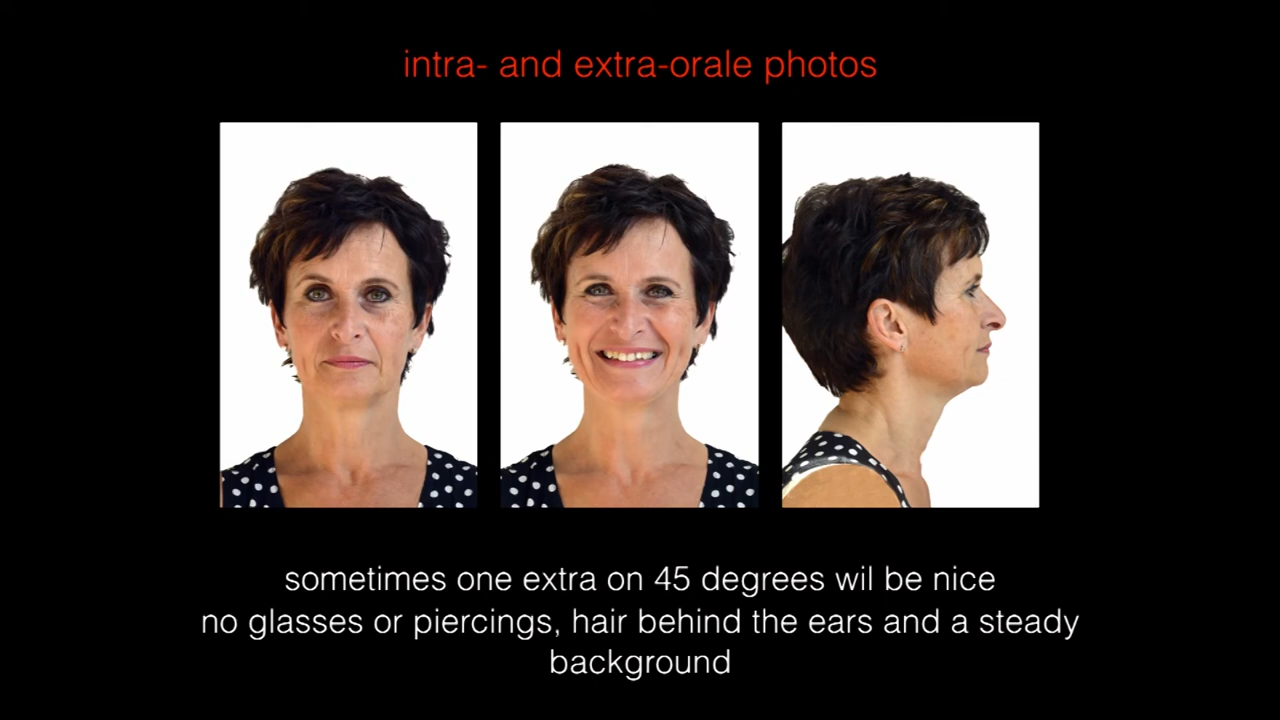 intra- and extra-orale photos
sometimes one extra on 45 degrees wil be nice
no glasses or piercings, hair behind the ears and a steady
background